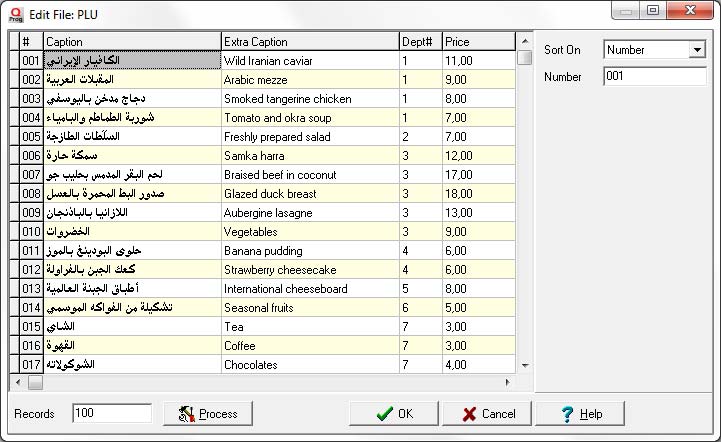 Q Prog
Edit File: PLU
# Caption Extra Caption Dept# Price
001 الكافيار الإيراني Wild Iranian caviar 1 11,00
002 المقبلات العربية Arabic mezze 1 9,00
003 دجاج مدخن باليوسفي Smoked tangerine chicken 1 8,00
004 شوربة الطماطم والبامياء Tomato and okra soup 1 7,00
005 السلَطات الطازجة Freshly prepared salad 2 7,00
006 سمكة حارة Samka harra 3 12,00
007 لحم البقر المدمس بحليب جو Braised beef in coconut 3 17,00
008 صدور البط المحمرة بالعسل Glazed duck breast 3 18,00
009 اللازانيا بالباذنجان Aubergine lasagne 3 13,00
010 الخضروات Vegetables 3 9,00
011 حلوى البودينغ بالموز Banana pudding 4 6,00
012 كعك الجبن بالفراولة Strawberry cheesecake 4 6,00
013 أطباق الجبنة العالمية International cheeseboard 5 8,00
014 تشكيلة من الفواكه الموسمي Seasonal fruits 6 5,00
015 الشاي Tea 7 3,00
016 القهوة Coffee 7 3,00
017 الشوكولاته Chocolates 7 4,00
Sort On Number
Number 001
Records 100 Process OK Cancel Help